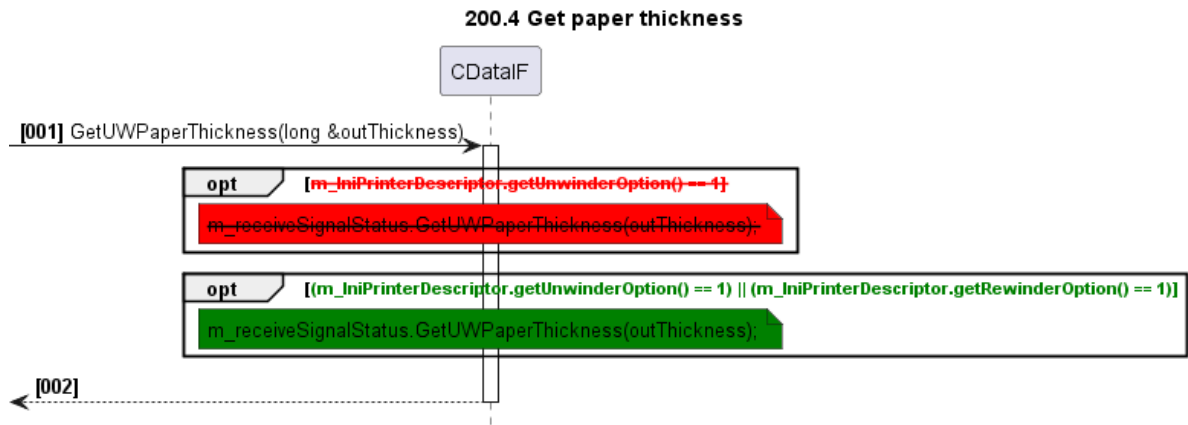 200.4 Get paper thickness
CDataIF
[001] GetUWPaperThickness(long &outThickness)
opt [m_IniPrinterDescriptor.getUnwinderOption() == 1]
m_receiveSignalStatus.GetUWPaperThickness(outThickness);
opt [(m_IniPrinterDescriptor.getUnwinderOption() == 1) || (m_IniPrinterDescriptor.getRewinderOption() == 1)]
m_receiveSignalStatus.GetUWPaperThickness(outThickness);
[002]